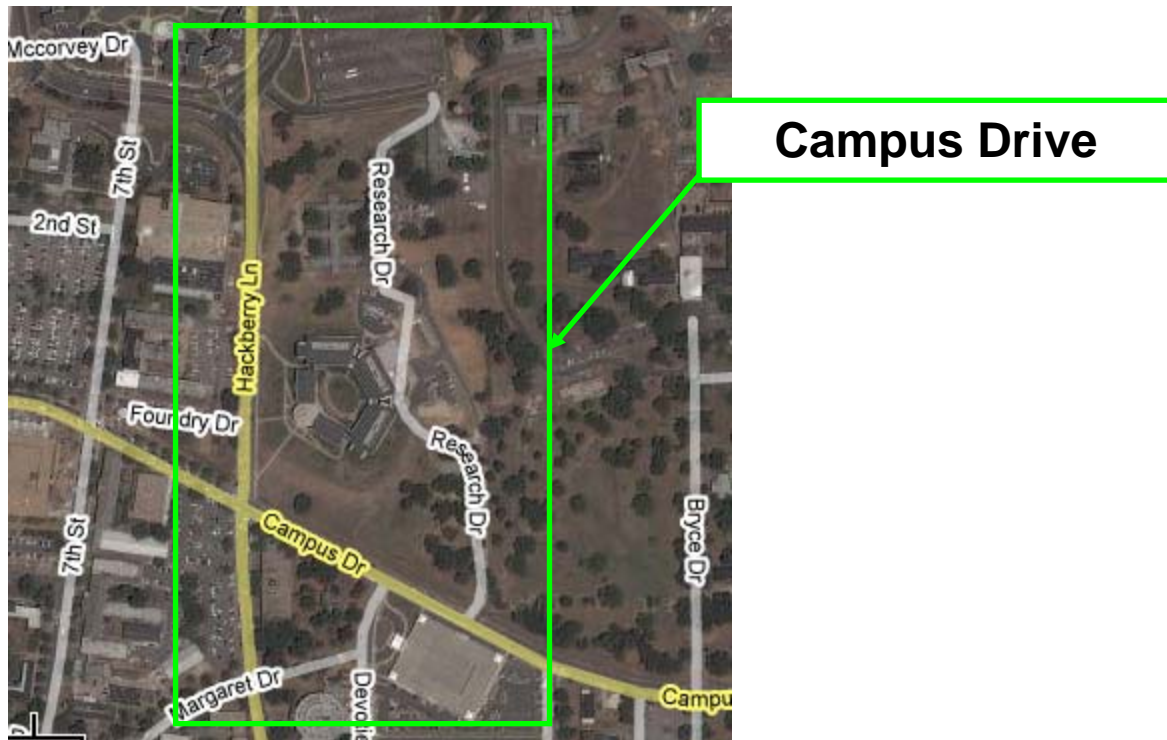 Mccorvey Dr
Campus Drive
7th St
Research Dr
2nd St
Hackberry Ln
Foundry Dr
Research Dr
7th St
Campus Dr
Bryce Dr
Margaret Dr
Devotie
Campu